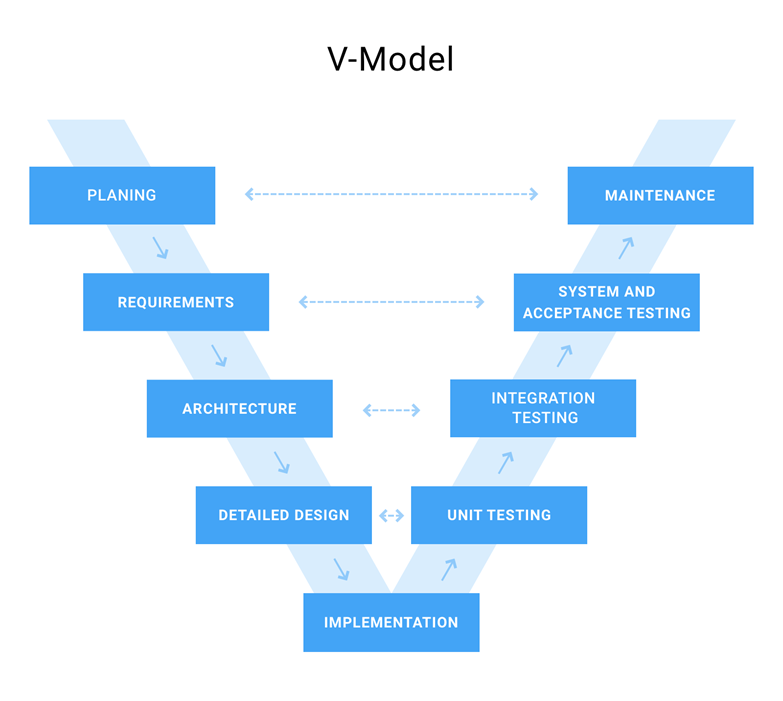 V-Model
PLANING
MAINTENANCE
REQUIREMENTS
SYSTEM AND
ACCEPTANCE TESTING
ARCHITECTURE
INTEGRATION
TESTING
DETAILED DESIGN
UNIT TESTING
IMPLEMENTATION